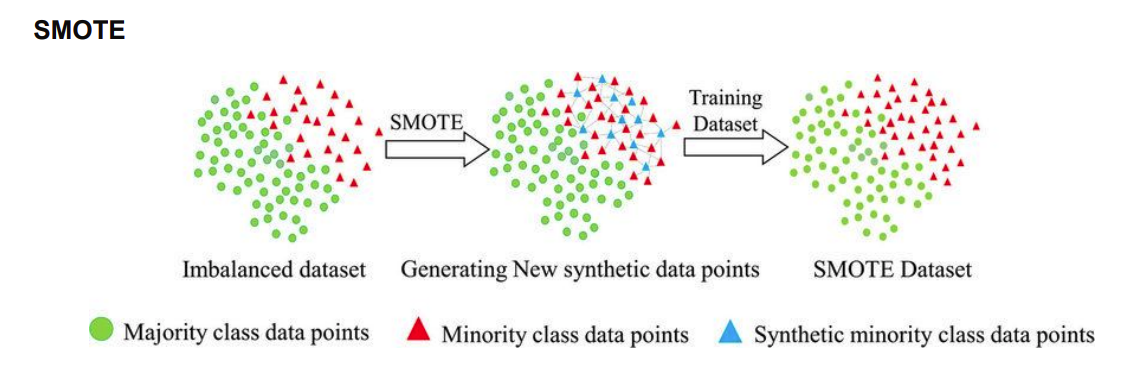 SMOTE
SMOTE
Training
Dataset
Imbalanced dataset
Generating New synthetic data points
SMOTE Dataset
Majority class data points
Minority class data points
Synthetic minority class data points